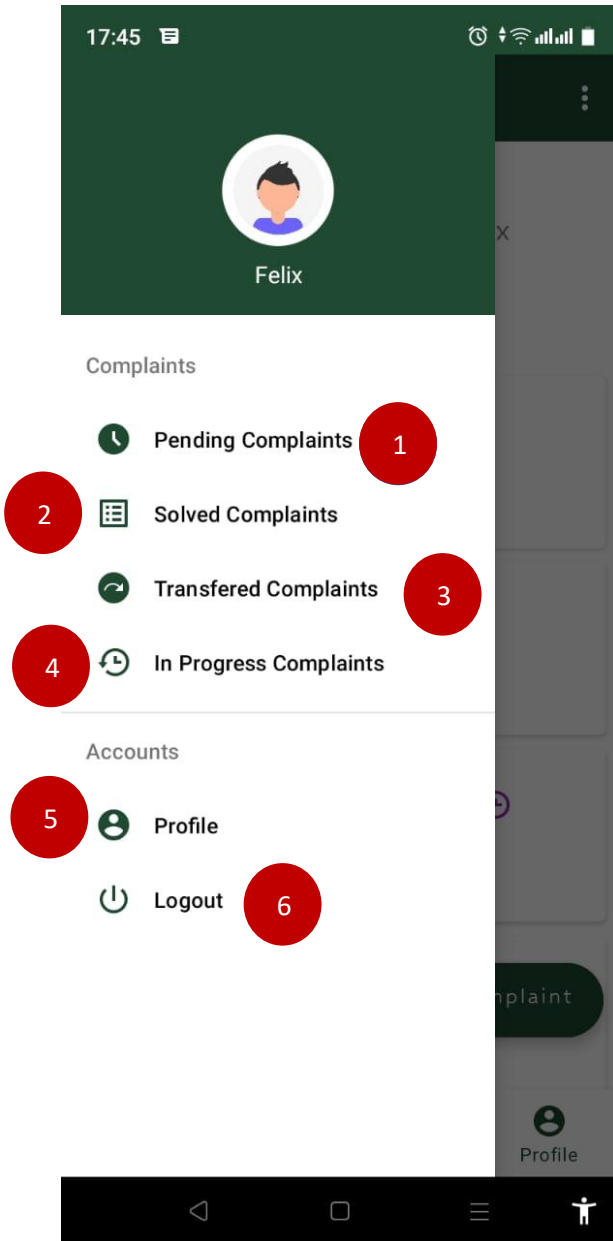 17:45
x
Felix
Complaints
Pending Complaints 1
2 Solved Complaints
Transfered Complaints 3
4 In Progress Complaints
Accounts
5 Profile
Logout 6
nplaint
Profile